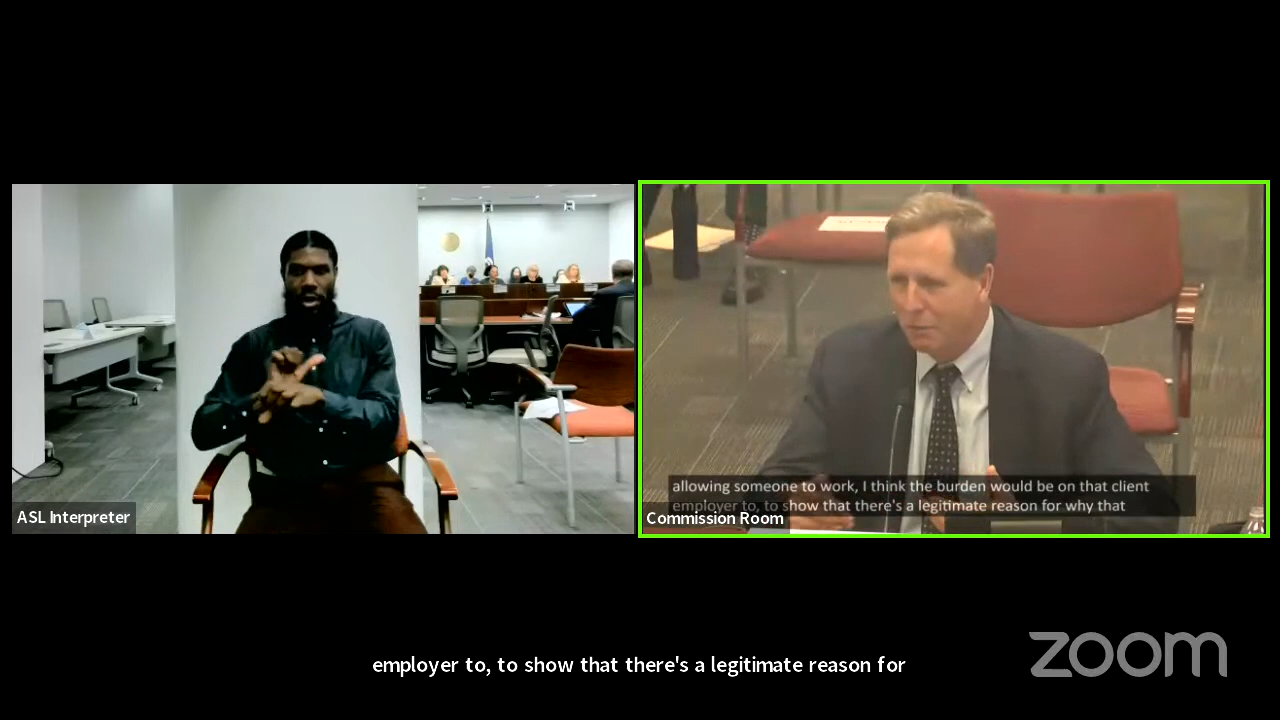 ASL Interpreter
allowing someone to work, I think the burden would be on that client
employer to, to show that there's a legitimate reason for why that
Commission Room
employer to, to show that there's a legitimate reason for
zoom